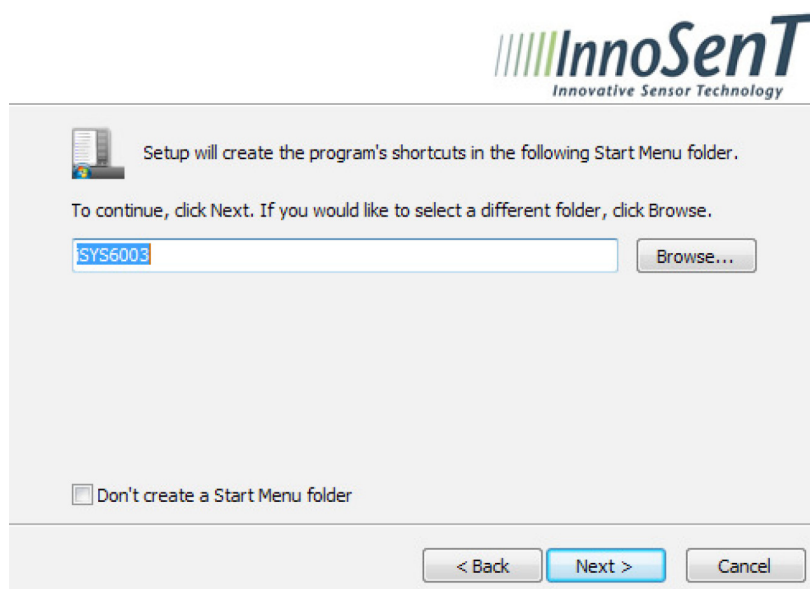 InnoSenT
Innovative Sensor Technology
Setup will create the program's shortcuts in the following Start Menu folder.
To continue, click Next. If you would like to select a different folder, click Browse.
iSYS6003
Browse...
Don't create a Start Menu folder
< Back
Next >
Cancel